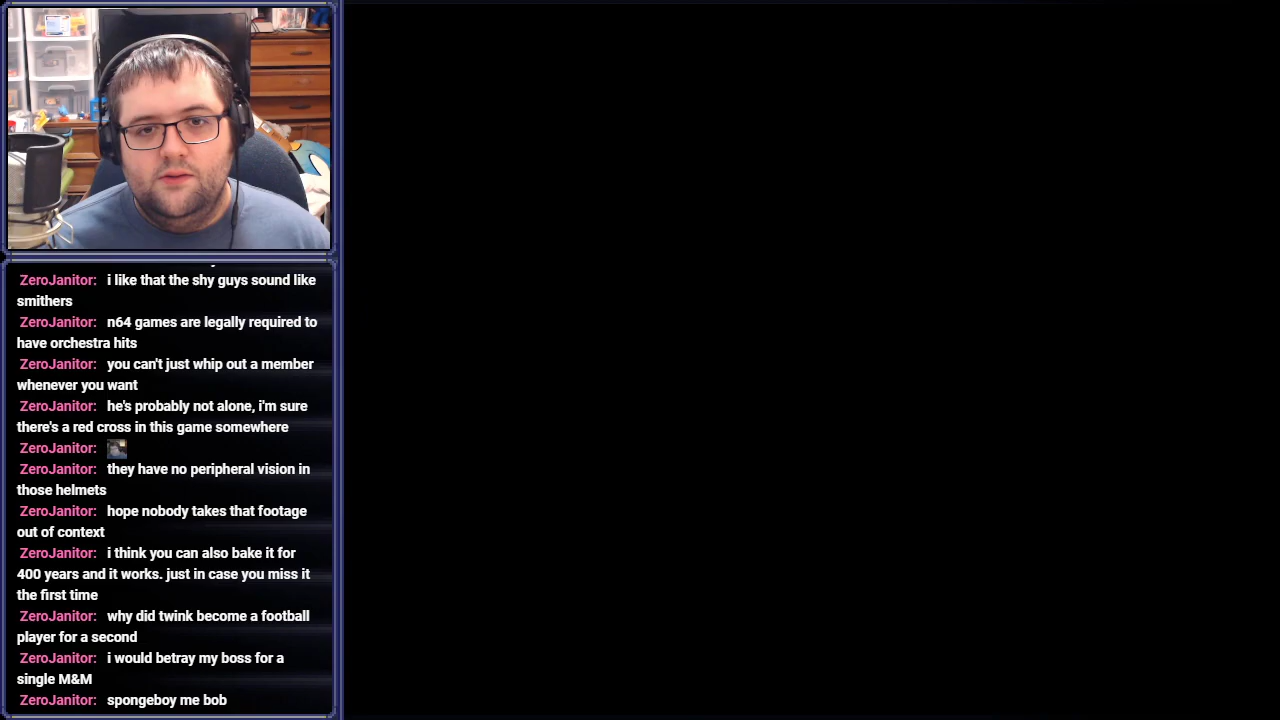 ZeroJanitor: i like that the shy guys sound like
smithers
ZeroJanitor: n64 games are legally required to
have orchestra hits
ZeroJanitor: you can't just whip out a member
whenever you want
ZeroJanitor: he's probably not alone, i'm sure
there's a red cross in this game somewhere
ZeroJanitor:
ZeroJanitor: they have no peripheral vision in
those helmets
ZeroJanitor: hope nobody takes that footage
out of context
ZeroJanitor: i think you can also bake it for
400 years and it works. just in case you miss it
the first time
ZeroJanitor: why did twink become a football
player for a second
ZeroJanitor: i would betray my boss for a
single M&M
ZeroJanitor: spongeboy me bob